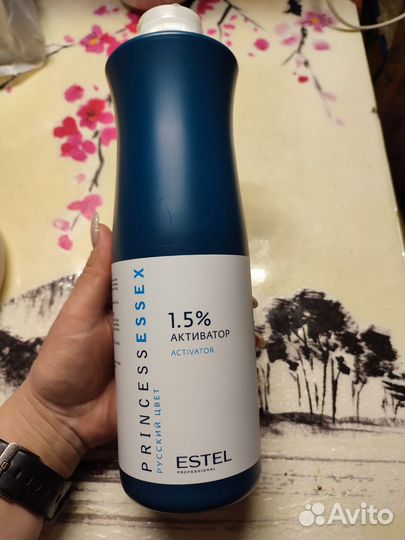 1.5%
АКТИВАТОР
ACTIVATOR
PRINCESS ESSEX
РУССКИЙ ЦВЕТ
ESTEL
PROFESSIONAL
Avito